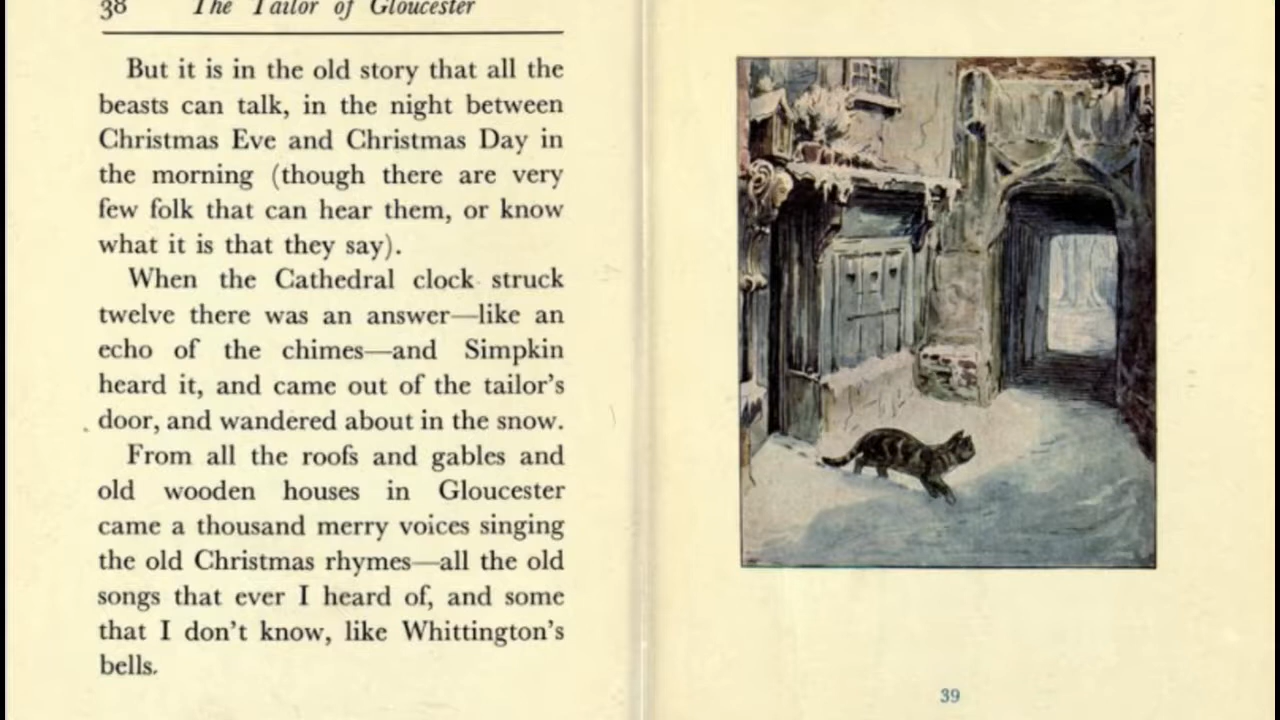 38 The Tailor of Gloucester
But it is in the old story that all the
beasts can talk, in the night between
Christmas Eve and Christmas Day in
the morning (though there are very
few folk that can hear them, or know
what it is that they say).
When the Cathedral clock struck
twelve there was an answer—like an
echo of the chimes—and Simpkin
heard it, and came out of the tailor's
door, and wandered about in the snow.
From all the roofs and gables and
old wooden houses in Gloucester
came a thousand merry voices singing
the old Christmas rhymes—all the old
songs that ever I heard of, and some
that I don't know, like Whittington's
bells.
39